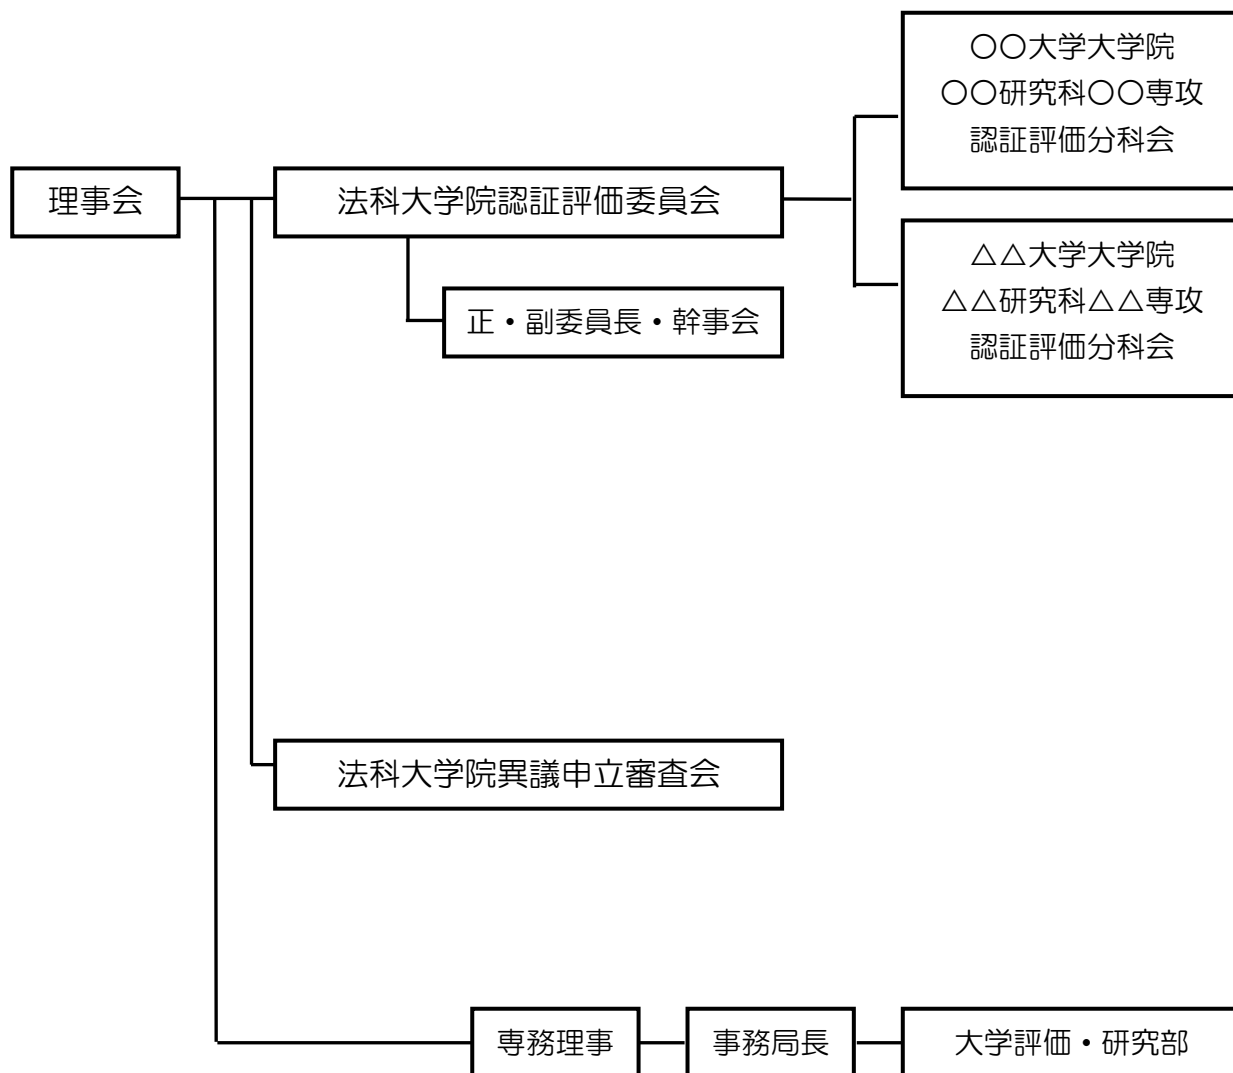 〇〇大学大学院
〇〇研究科〇〇専攻
認証評価分科会
理事会
法科大学院認証評価委員会
△△大学大学院
△△研究科△△専攻
認証評価分科会
正・副委員長・幹事会
法科大学院異議申立審査会
専務理事
事務局長
大学評価・研究部